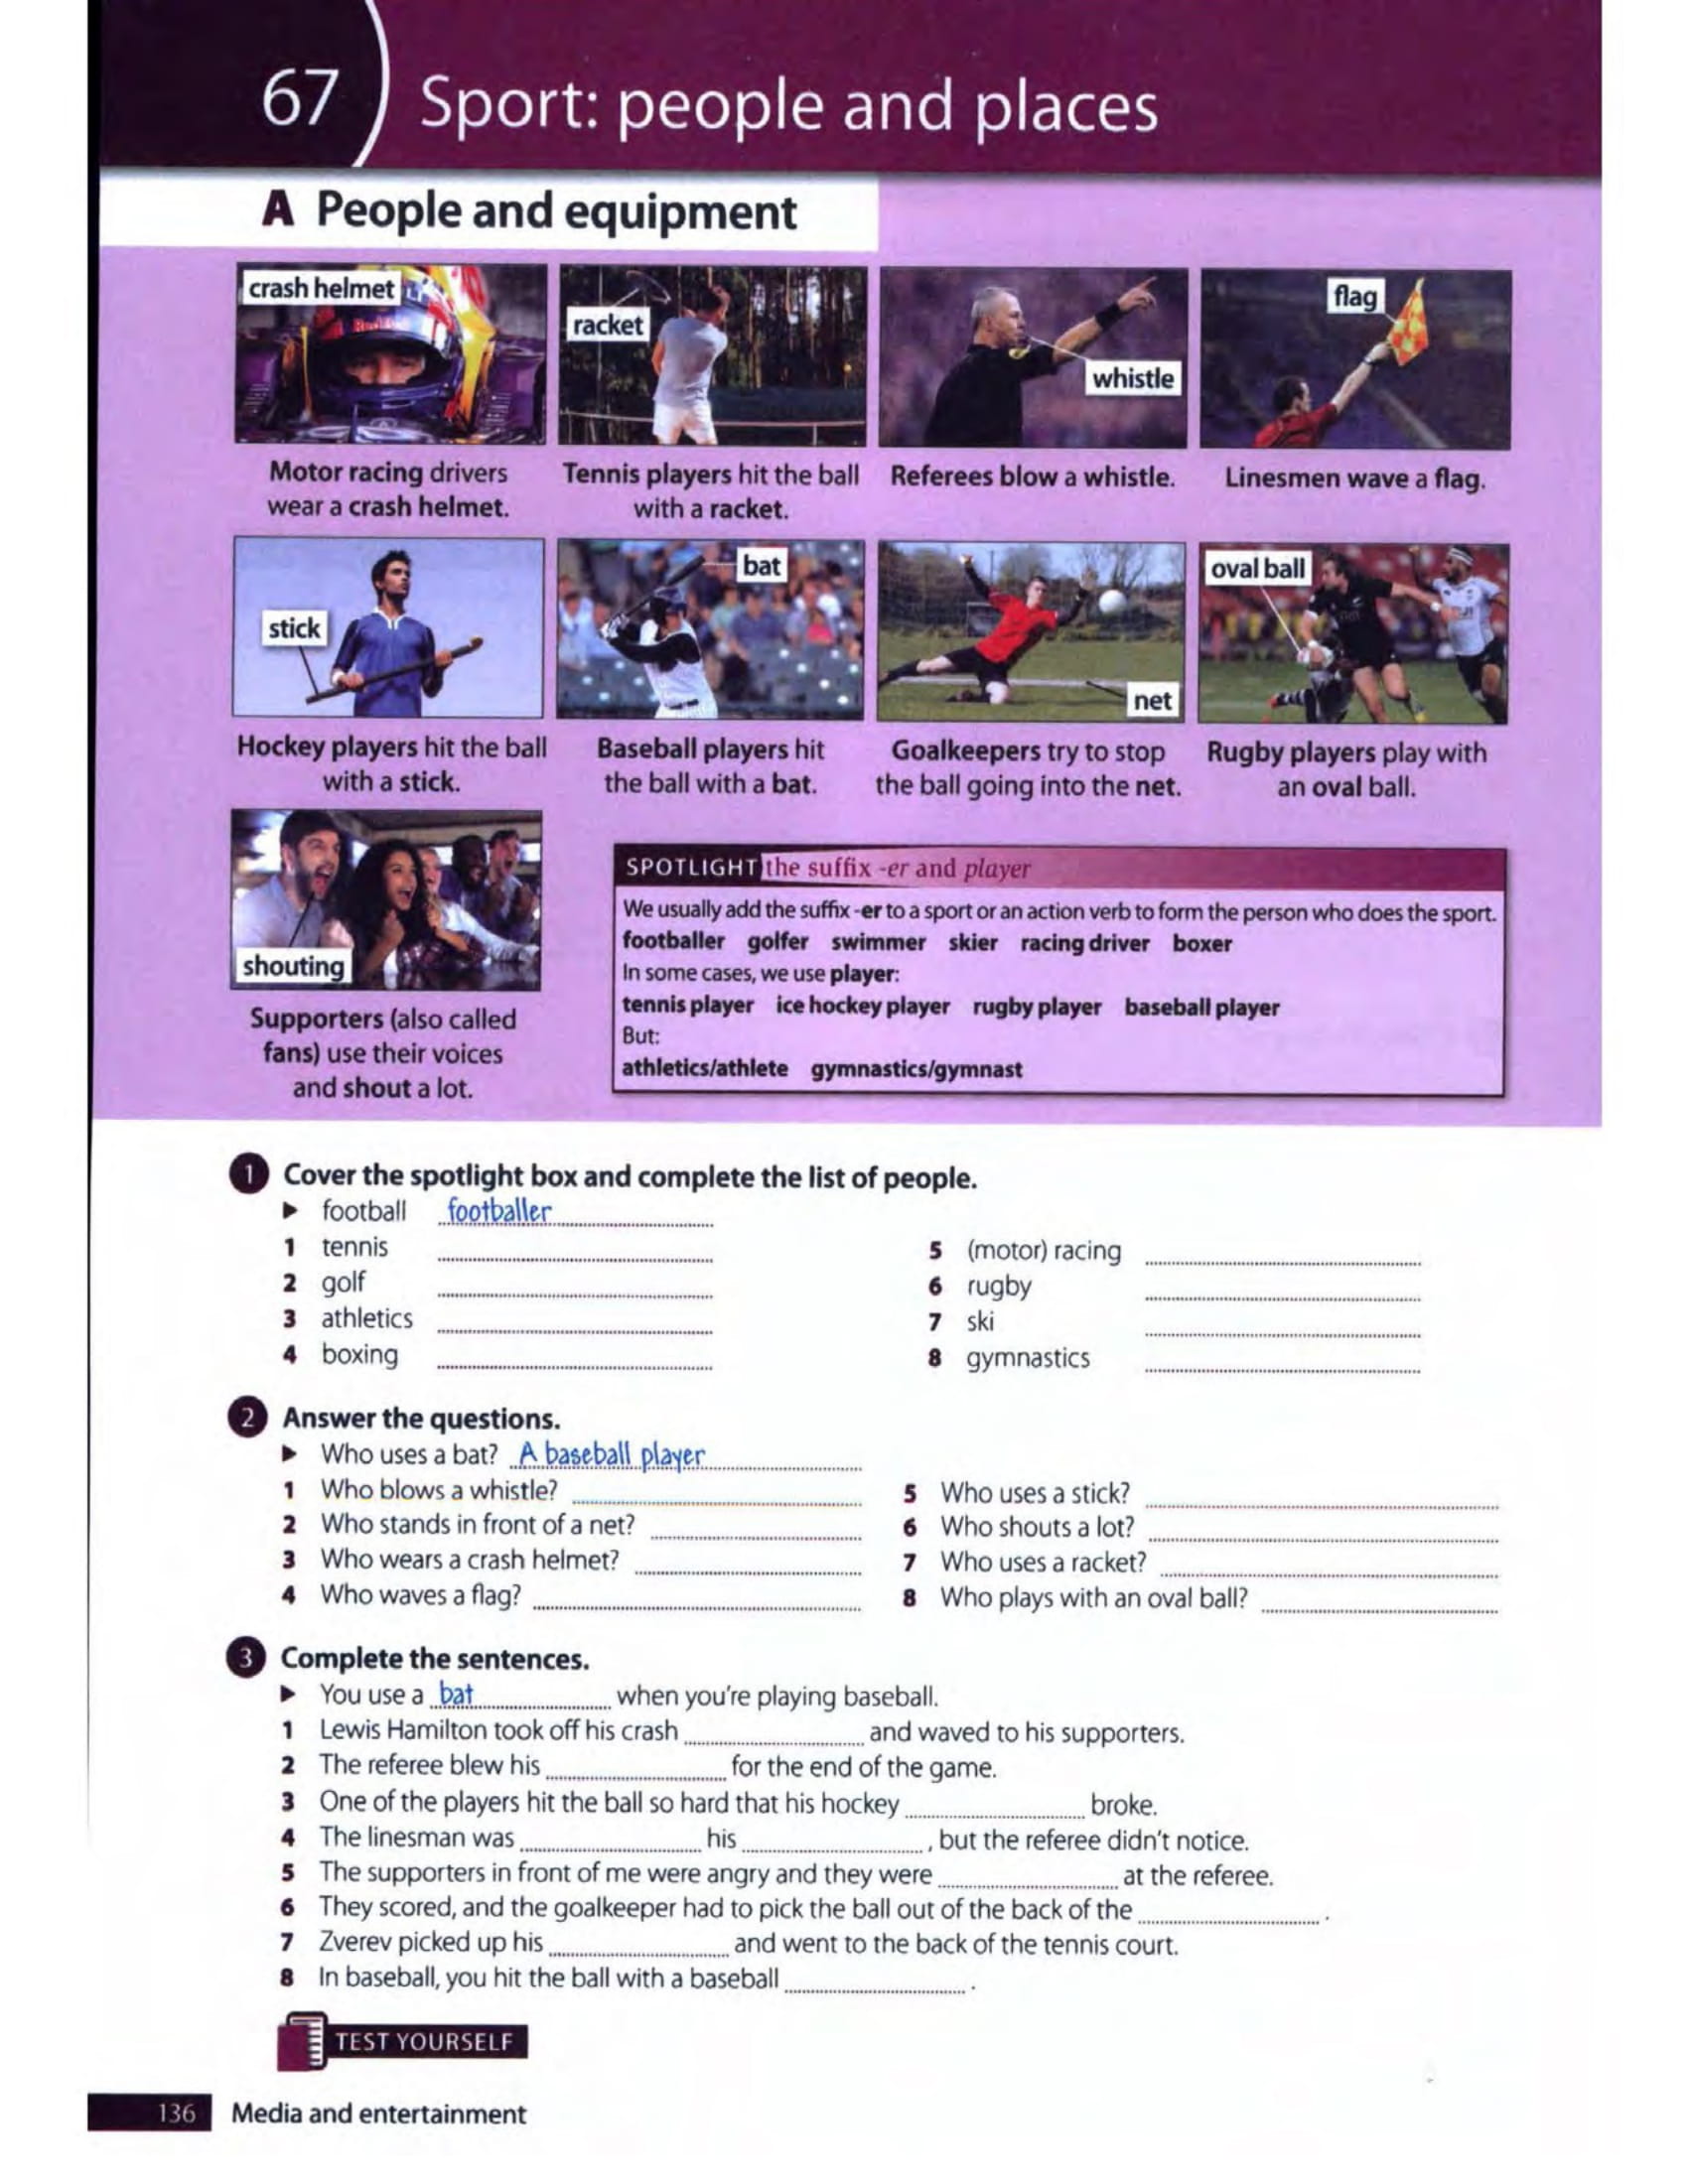 67 Sport: people and places
A People and equipment
crash helmet
racket
whistle
flag
Motor racing drivers
wear a crash helmet.
Tennis players hit the ball
with a racket.
Referees blow a whistle.
Linesmen wave a flag.
stick
bat
net
oval ball
Hockey players hit the ball
with a stick.
Baseball players hit
the ball with a bat.
Goalkeepers try to stop
the ball going into the net.
Rugby players play with
an oval ball.
shouting
Supporters (also called
fans) use their voices
and shout a lot.
SPOTLIGHT the suffix -er and player
We usually add the suffix -er to a sport or an action verb to form the person who does the sport.
footballer golfer swimmer skier racing driver boxer
In some cases, we use player:
tennis player ice hockey player rugby player baseball player
But:
athletics/athlete gymnastics/gymnast
1 Cover the spotlight box and complete the list of people.
▶ football footballer
1 tennis
2 golf
3 athletics
4 boxing
5 (motor) racing
6 rugby
7 ski
8 gymnastics
2 Answer the questions.
▶ Who uses a bat? A baseball player
1 Who blows a whistle?
2 Who stands in front of a net?
3 Who wears a crash helmet?
4 Who waves a flag?
5 Who uses a stick?
6 Who shouts a lot?
7 Who uses a racket?
8 Who plays with an oval ball?
3 Complete the sentences.
▶ You use a bat when you're playing baseball.
1 Lewis Hamilton took off his crash ............ and waved to his supporters.
2 The referee blew his ............ for the end of the game.
3 One of the players hit the ball so hard that his hockey ............ broke.
4 The linesman was ............ his ............ , but the referee didn't notice.
5 The supporters in front of me were angry and they were ............ at the referee.
6 They scored, and the goalkeeper had to pick the ball out of the back of the ............ .
7 Zverev picked up his ............ and went to the back of the tennis court.
8 In baseball, you hit the ball with a baseball ............ .
TEST YOURSELF
136 Media and entertainment